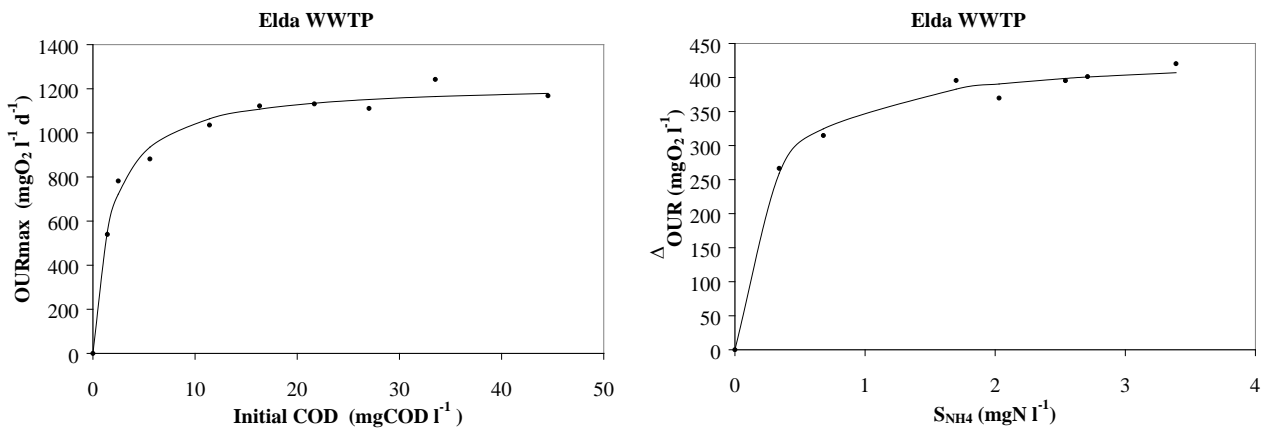 Elda WWTP
1400
1200
1000
800
600
400
200
0
OURmax (mgO₂ l⁻¹ d⁻¹)
0 10 20 30 40 50
Initial COD (mgCOD l⁻¹)
Elda WWTP
450
400
350
300
250
200
150
100
50
0
Δ OUR (mgO₂ l⁻¹)
0 1 2 3 4
S_NH4 (mgN l⁻¹)